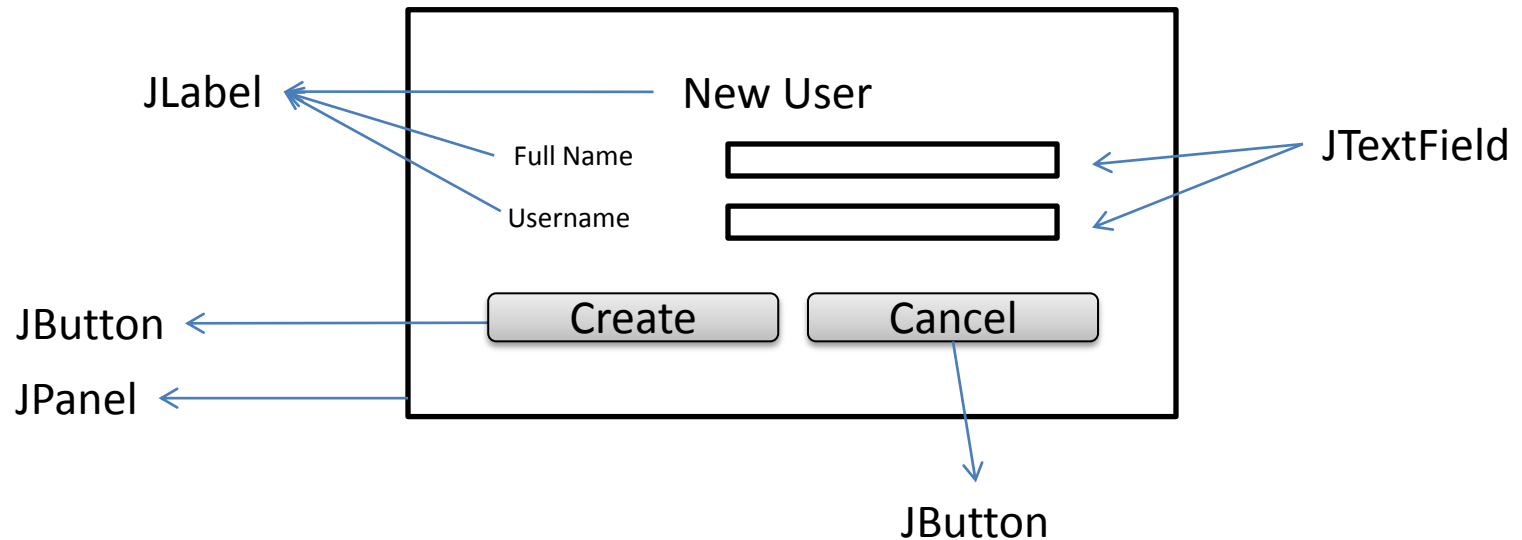 New User
JLabel
Full Name
JTextField
Username
Create
Cancel
JButton
JPanel
JButton